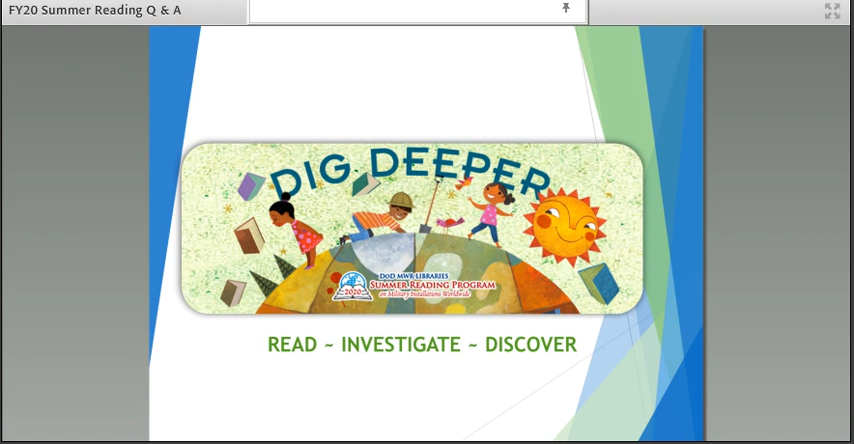 FY20 Summer Reading Q & A
DIG DEEPER
DoD MWR LIBRARIES
SUMMER READING PROGRAM
on Military Installations Worldwide
2020
READ ~ INVESTIGATE ~ DISCOVER